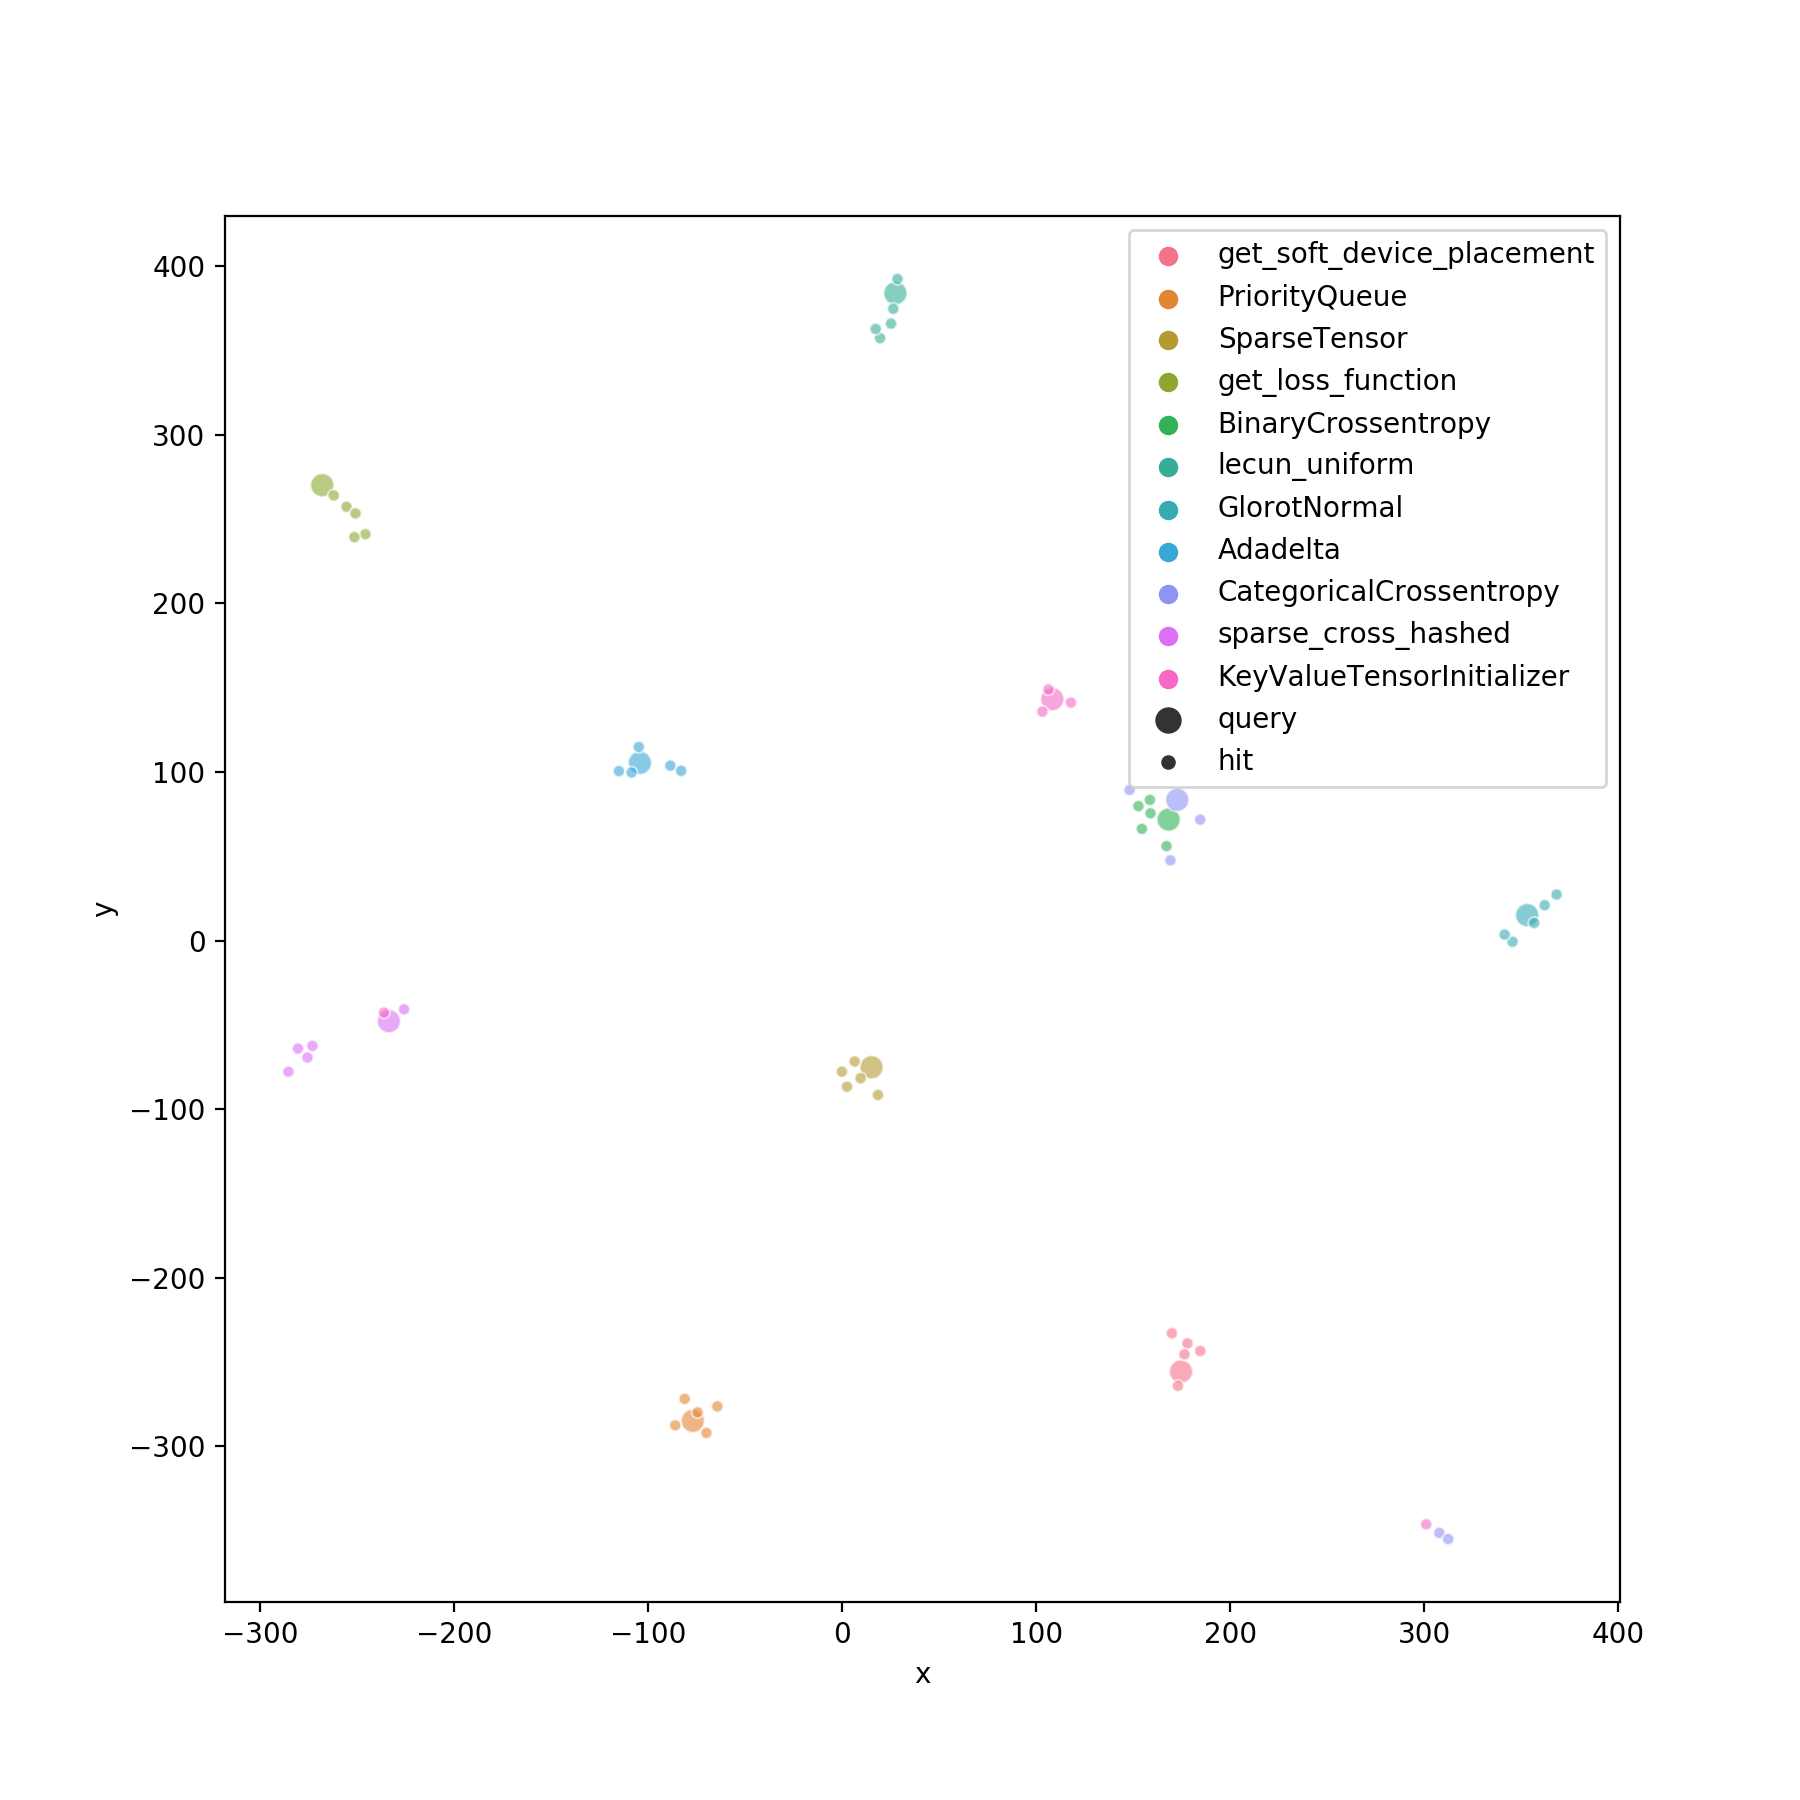 get_soft_device_placement
PriorityQueue
SparseTensor
get_loss_function
BinaryCrossentropy
lecun_uniform
GlorotNormal
Adadelta
CategoricalCrossentropy
sparse_cross_hashed
KeyValueTensorInitializer
query
hit
400
300
200
100
0
−100
−200
−300
y
−300 −200 −100 0 100 200 300 400
x